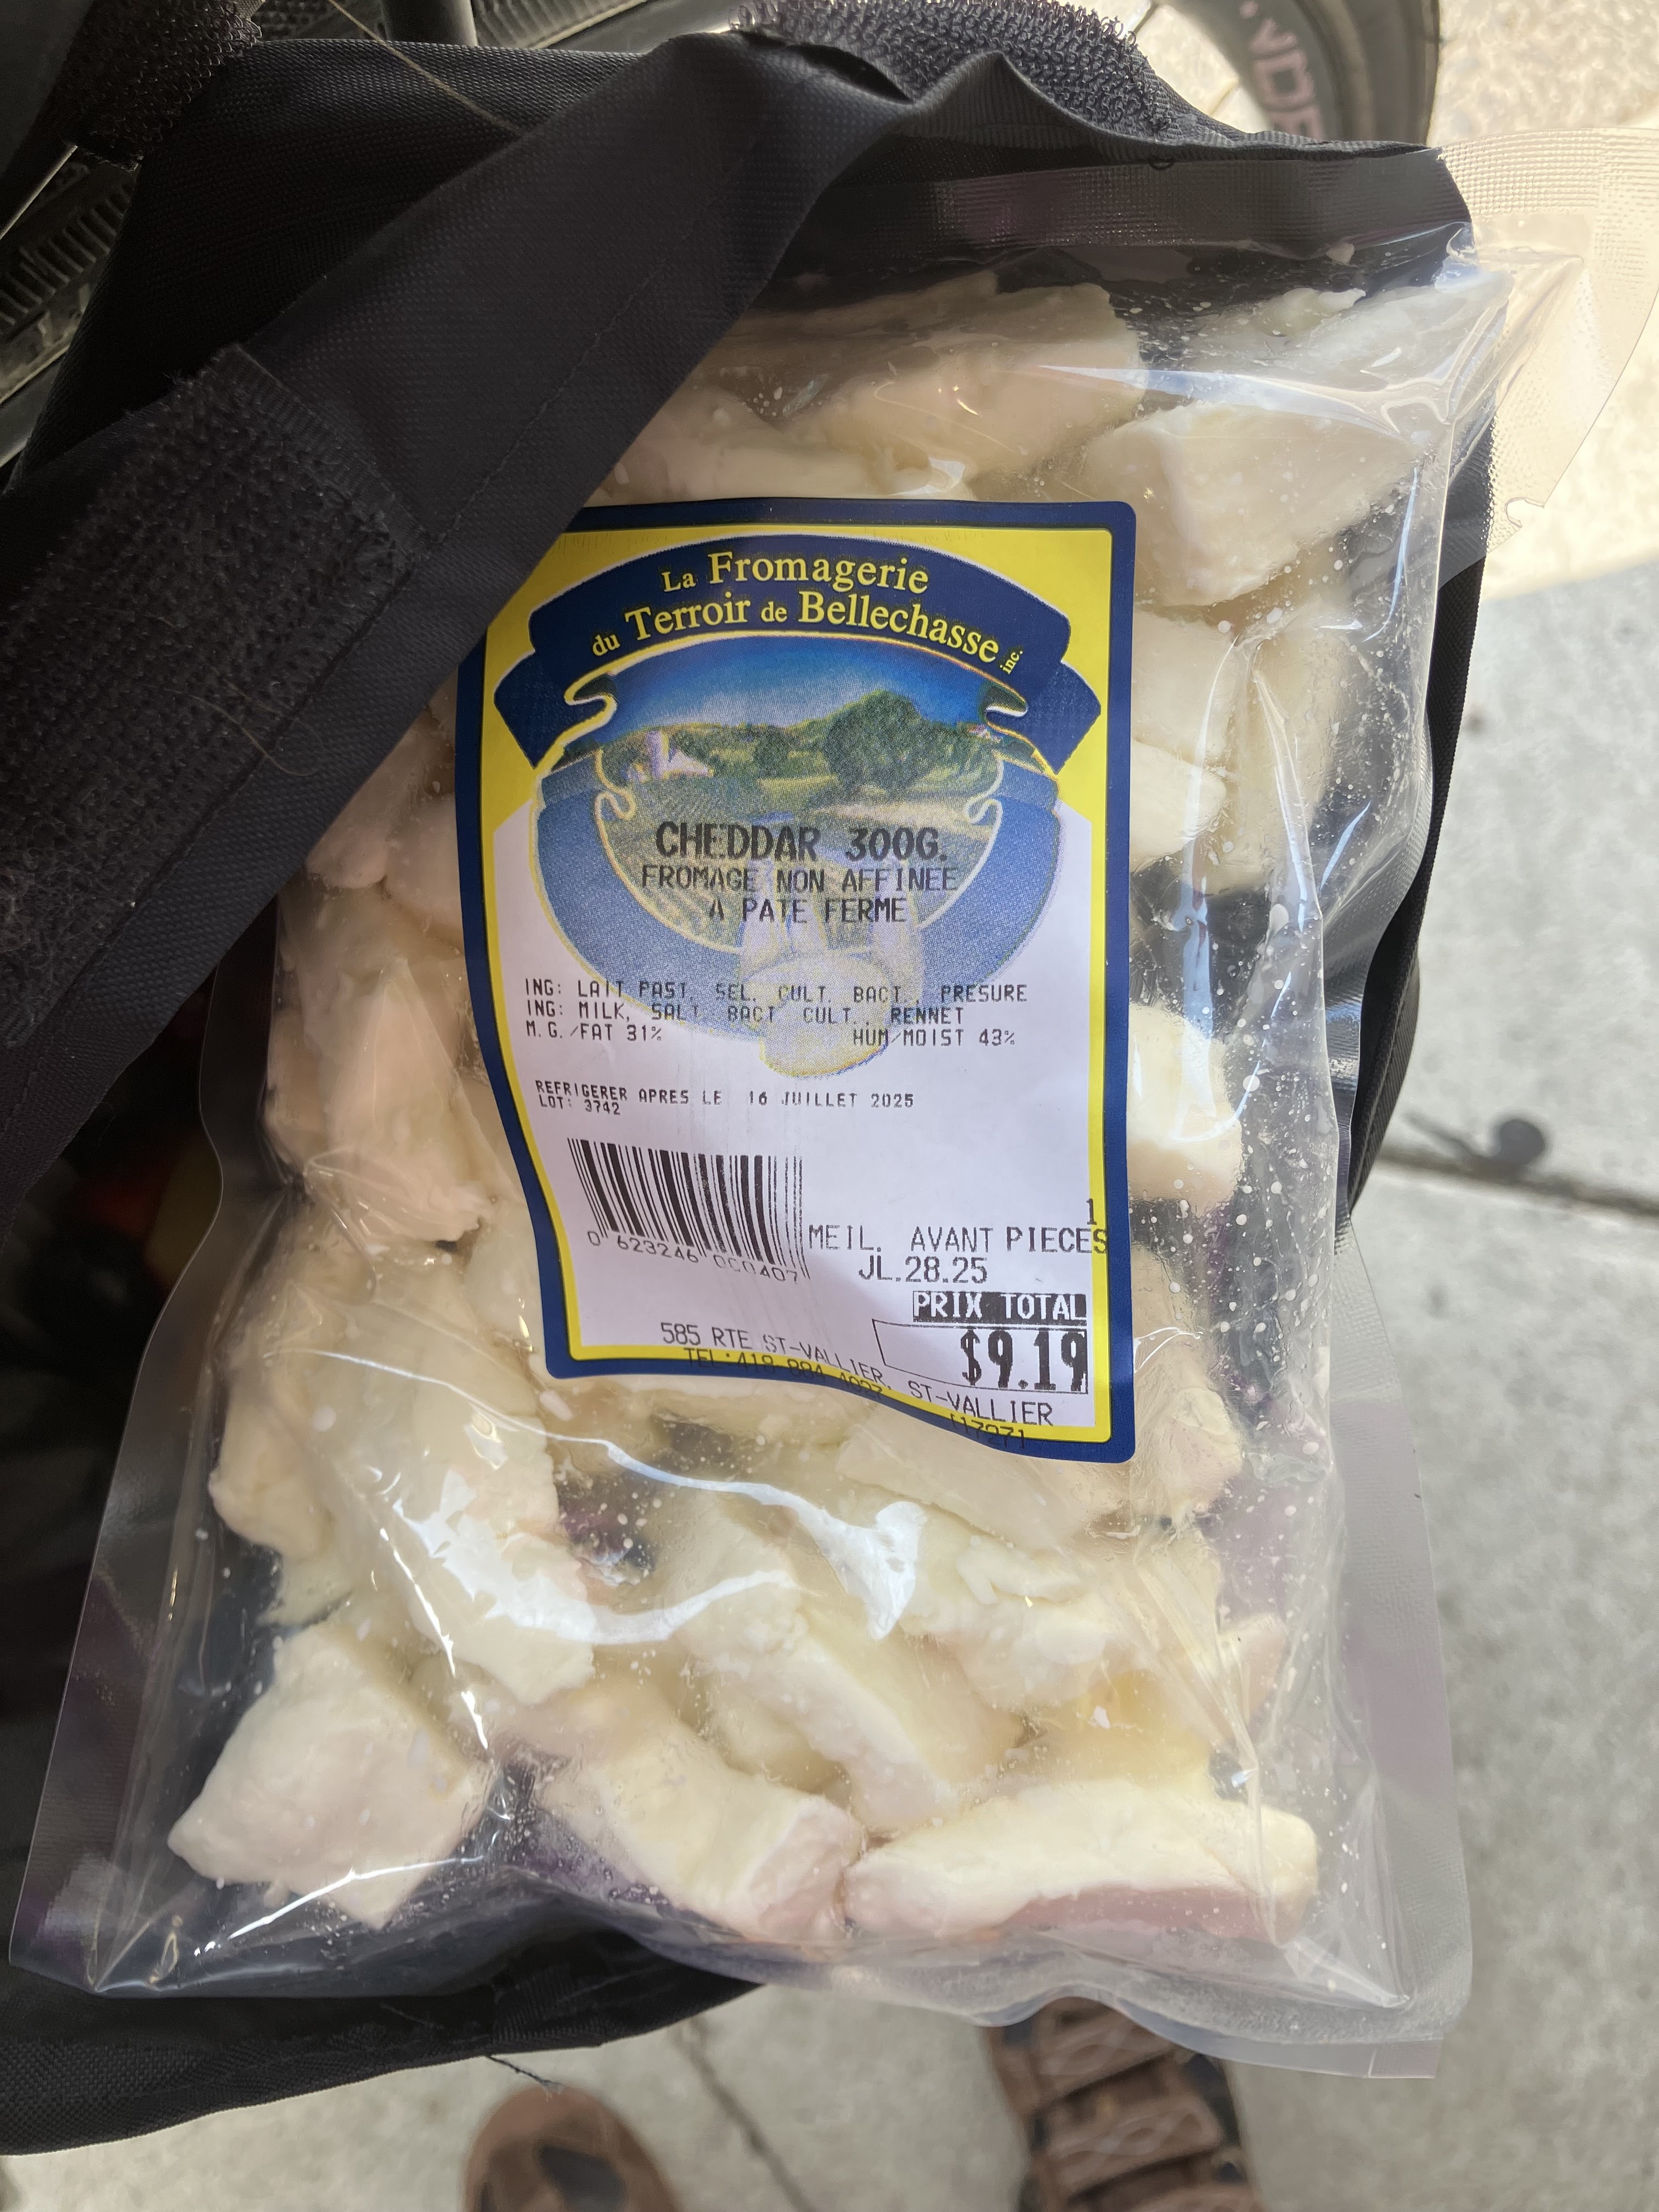 La Fromagerie
du Terroir de Bellechasse inc.
CHEDDAR 300G.
FROMAGE NON AFFINEE
A PATE FERME
ING: LAIT PAST. SEL. CULT. BACT., PRESURE
ING: MILK, SALT, BACT CULT., RENNET
M.G./FAT 31% HUM/MOIST 43%
REFRIGERER APRES LE 16 JUILLET 2025
LOT: 3742
0 623246 000407
1
MEIL. AVANT PIECES
JL.28.25
PRIX TOTAL
$9.19
585 RTE ST-VALLIER, ST-VALLIER
TEL:418 884